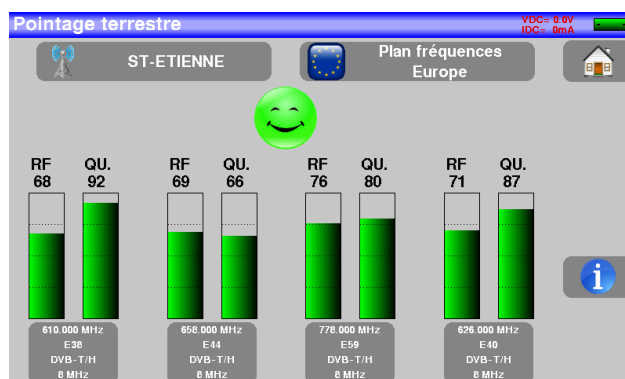 Pointage terrestre
VDC= 0.0V
IDC= 0mA
ST-ETIENNE
Plan fréquences
Europe
RF QU. RF QU. RF QU. RF QU.
68 92 69 66 76 80 71 87
610.000 MHz 658.000 MHz 778.000 MHz 626.000 MHz
E38 E44 E59 E40
DVB-T/H DVB-T/H DVB-T/H DVB-T/H
8 MHz 8 MHz 8 MHz 8 MHz
i